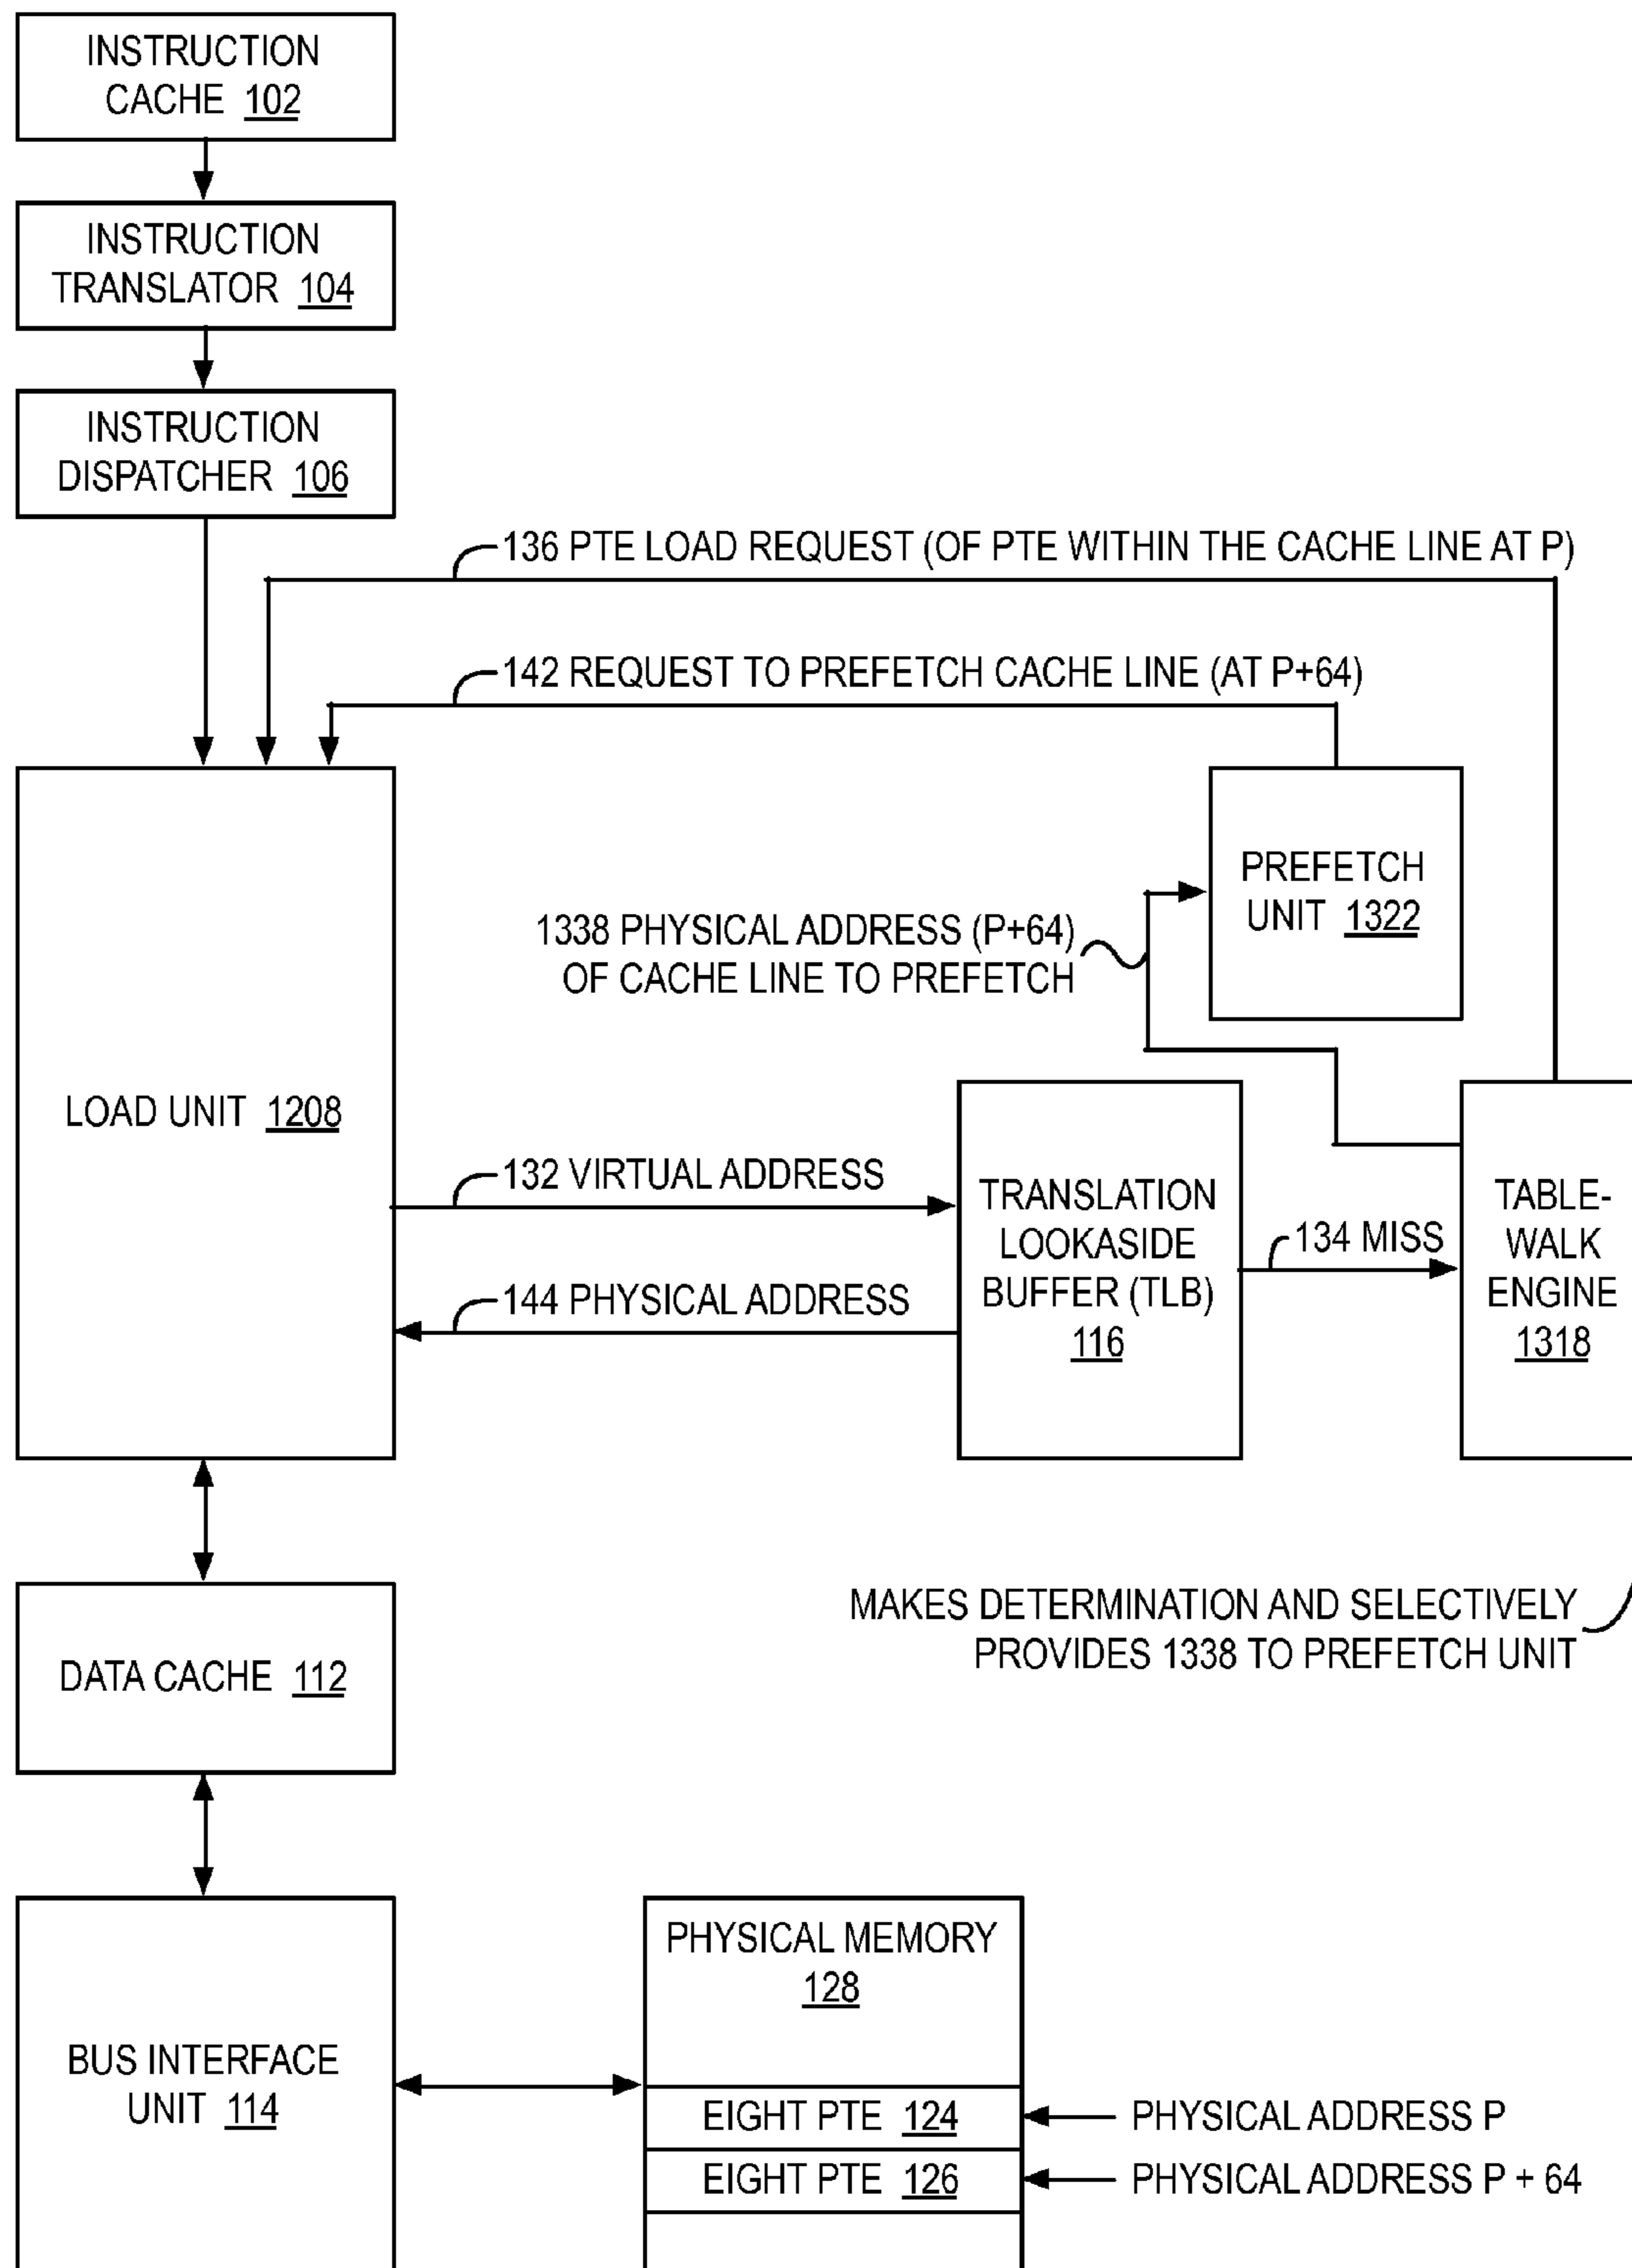 INSTRUCTION
CACHE 102
INSTRUCTION
TRANSLATOR 104
INSTRUCTION
DISPATCHER 106
136 PTE LOAD REQUEST (OF PTE WITHIN THE CACHE LINE AT P)
142 REQUEST TO PREFETCH CACHE LINE (AT P+64)
PREFETCH
UNIT 1322
1338 PHYSICAL ADDRESS (P+64)
OF CACHE LINE TO PREFETCH
LOAD UNIT 1208
132 VIRTUAL ADDRESS
144 PHYSICAL ADDRESS
TRANSLATION
LOOKASIDE
BUFFER (TLB)
116
134 MISS
TABLE-
WALK
ENGINE
1318
MAKES DETERMINATION AND SELECTIVELY
PROVIDES 1338 TO PREFETCH UNIT
DATA CACHE 112
BUS INTERFACE
UNIT 114
PHYSICAL MEMORY
128
EIGHT PTE 124
PHYSICAL ADDRESS P
EIGHT PTE 126
PHYSICAL ADDRESS P + 64